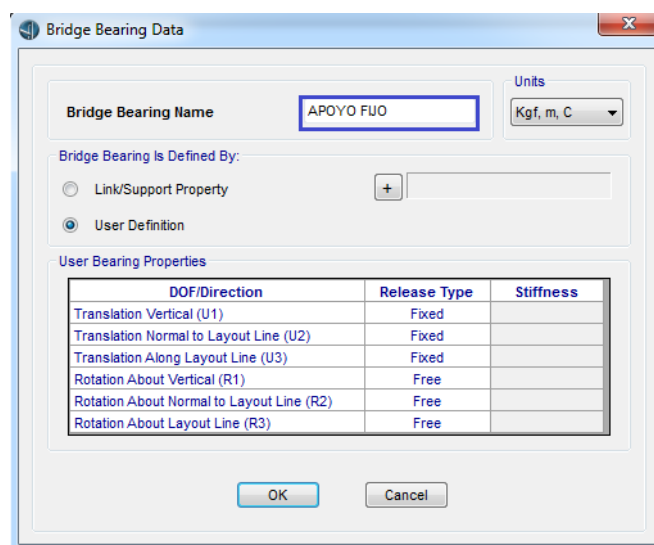 Bridge Bearing Data
Units
Bridge Bearing Name APOYO FIJO Kgf, m, C
Bridge Bearing Is Defined By:
Link/Support Property +
User Definition
User Bearing Properties
DOF/Direction Release Type Stiffness
Translation Vertical (U1) Fixed
Translation Normal to Layout Line (U2) Fixed
Translation Along Layout Line (U3) Fixed
Rotation About Vertical (R1) Free
Rotation About Normal to Layout Line (R2) Free
Rotation About Layout Line (R3) Free
OK Cancel